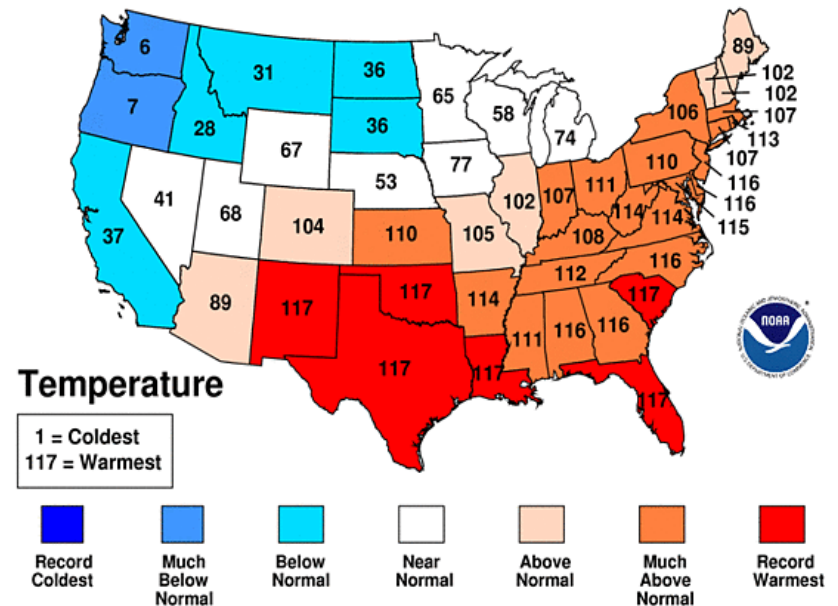 6
7
31
28
36
36
37
41
67
68
65
58
74
77
53
89
104
110
105
102
107
111
106
110
89
102
102
107
113
107
116
116
115
114
114
108
112
116
117
117
114
117
117
111
116
116
117
117
NOAA
Temperature
1 = Coldest
117 = Warmest
Record
Coldest
Much
Below
Normal
Below
Normal
Near
Normal
Above
Normal
Much
Above
Normal
Record
Warmest